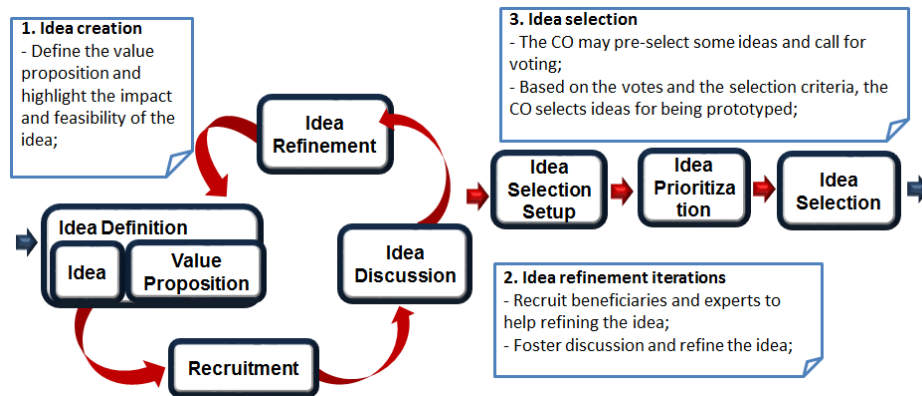 1. Idea creation
- Define the value
proposition and
highlight the impact
and feasibility of the
idea;
3. Idea selection
- The CO may pre-select some ideas and call for
voting;
- Based on the votes and the selection criteria, the
CO selects ideas for being prototyped;
Idea
Refinement
Idea
Selection
Setup
Idea
Prioritiza
tion
Idea
Selection
Idea Definition
Idea
Value
Proposition
Idea
Discussion
Recruitment
2. Idea refinement iterations
- Recruit beneficiaries and experts to
help refining the idea;
- Foster discussion and refine the idea;